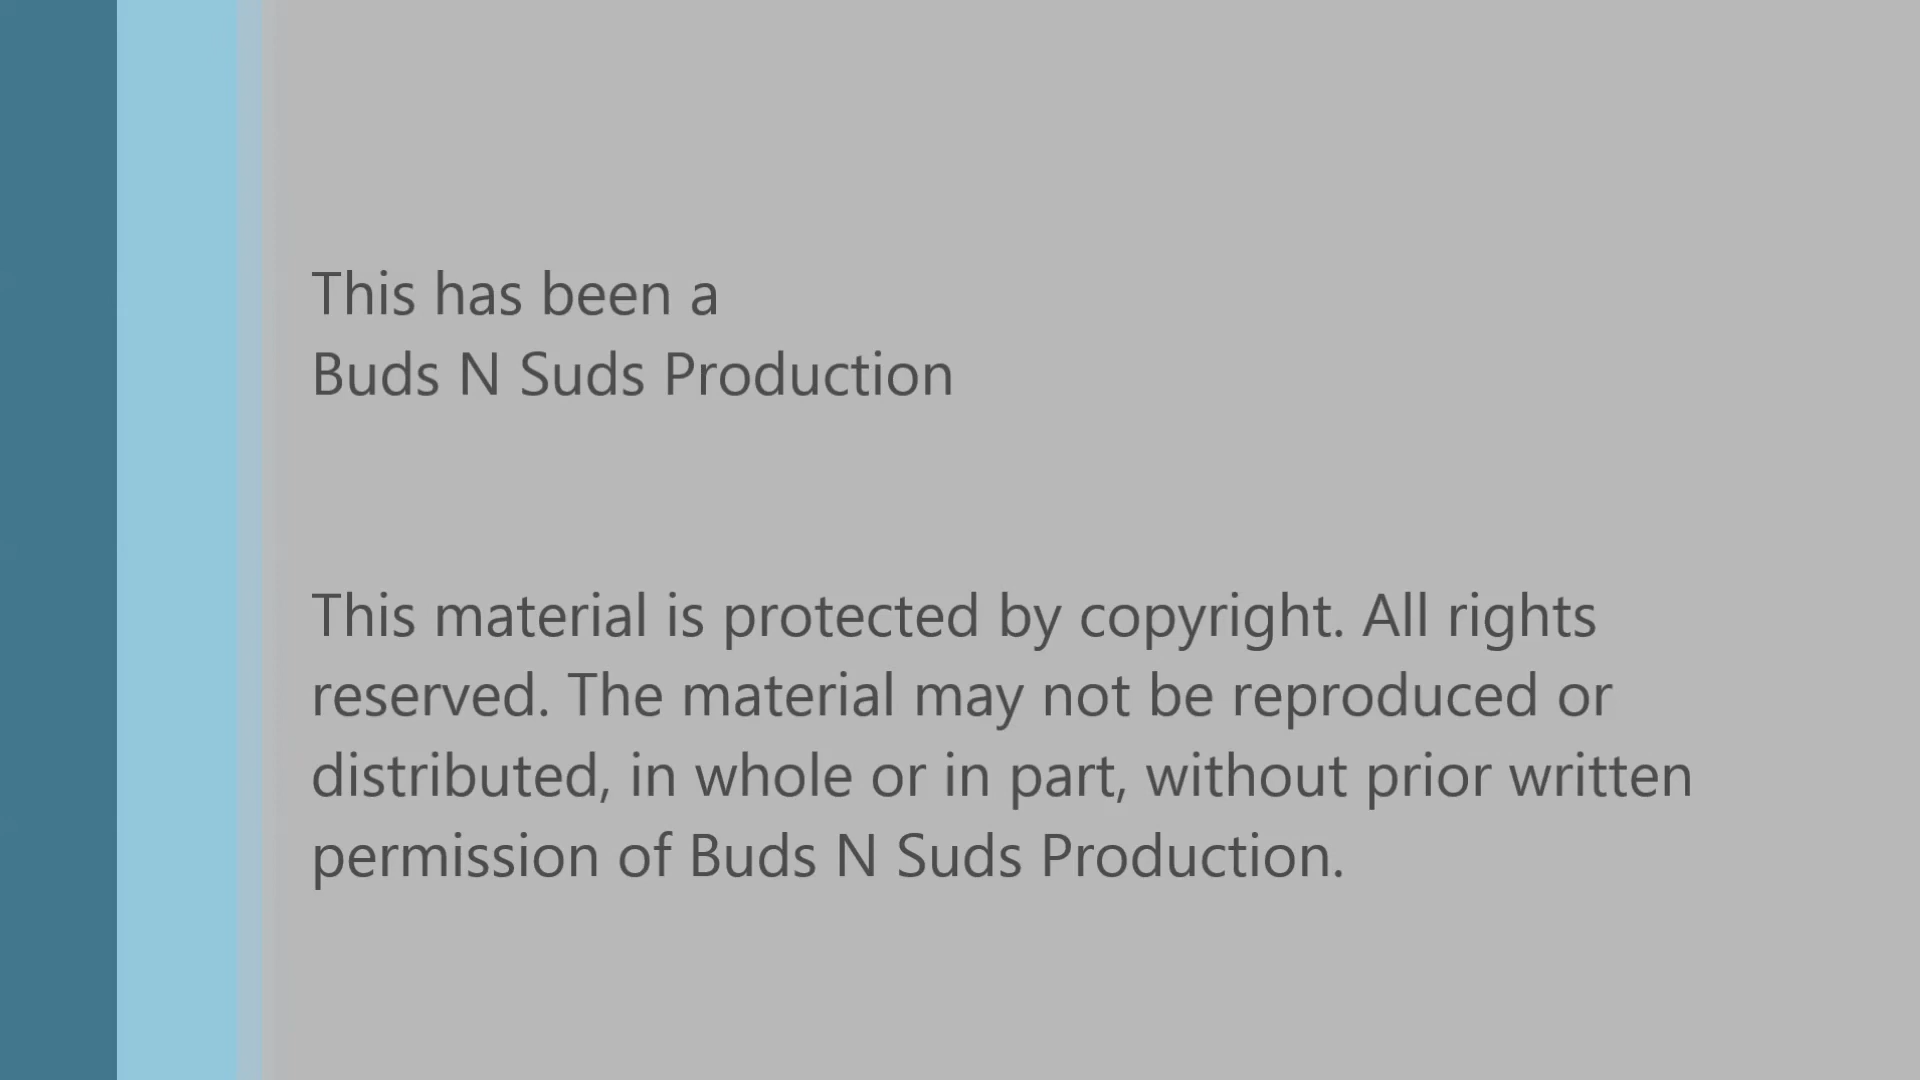 This has been a
Buds N Suds Production
This material is protected by copyright. All rights
reserved. The material may not be reproduced or
distributed, in whole or in part, without prior written
permission of Buds N Suds Production.